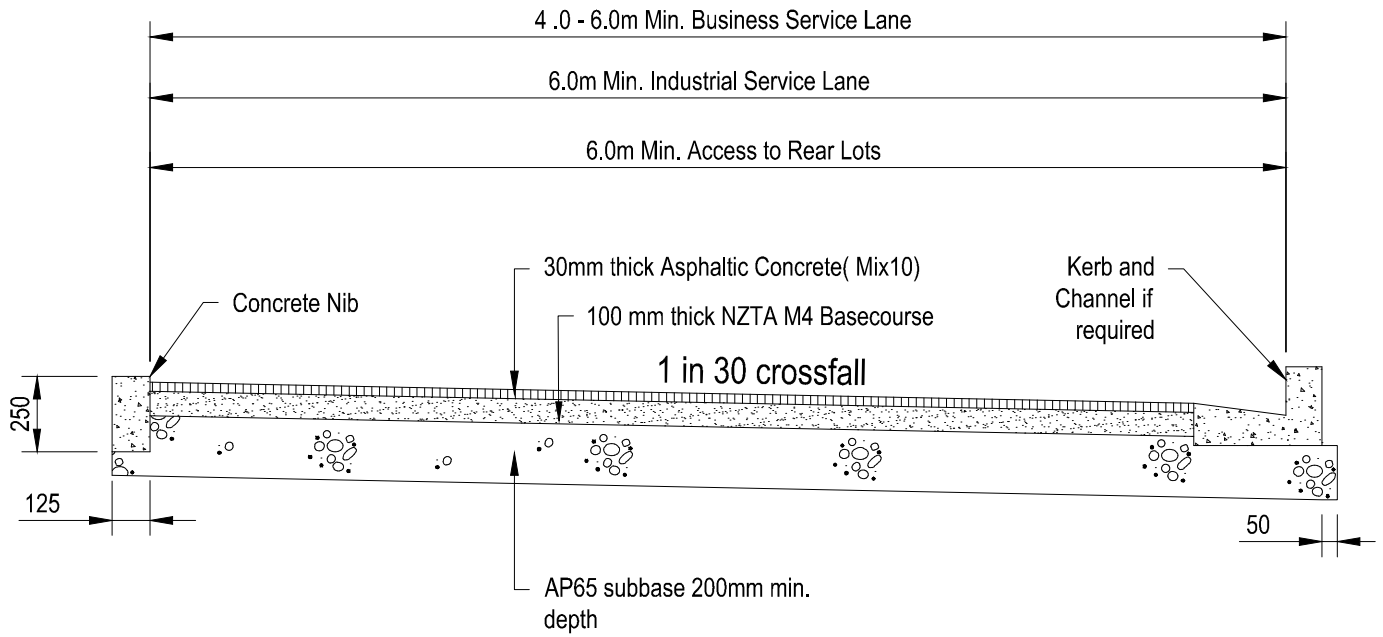 4 .0 - 6.0m Min. Business Service Lane
6.0m Min. Industrial Service Lane
6.0m Min. Access to Rear Lots
30mm thick Asphaltic Concrete( Mix10)
Kerb and
Channel if
required
Concrete Nib
100 mm thick NZTA M4 Basecourse
1 in 30 crossfall
250
125
50
AP65 subbase 200mm min.
depth